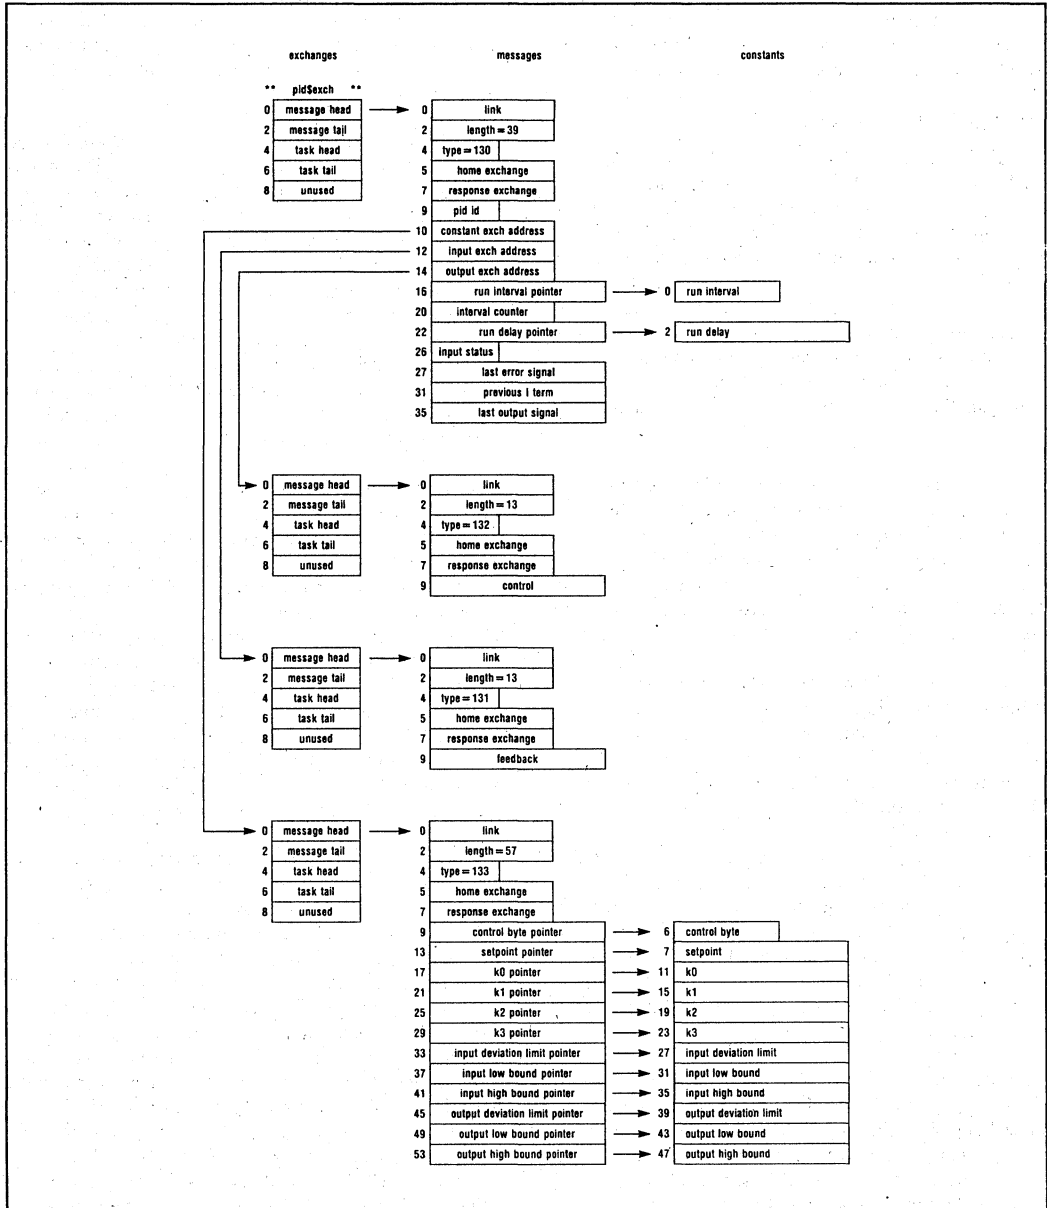 exchanges messages constants
** pid$exch **
0 message head 0 link
2 message tail 2 length = 39
4 task head 4 type = 130
6 task tail 5 home exchange
8 unused 7 response exchange
9 pid id
10 constant exch address
12 input exch address
14 output exch address
16 run interval pointer 0 run interval
20 interval counter
22 run delay pointer 2 run delay
26 input status
27 last error signal
31 previous I term
35 last output signal
0 message head 0 link
2 message tail 2 length = 13
4 task head 4 type = 132
6 task tail 5 home exchange
8 unused 7 response exchange
9 control
0 message head 0 link
2 message tail 2 length = 13
4 task head 4 type = 131
6 task tail 5 home exchange
8 unused 7 response exchange
9 feedback
0 message head 0 link
2 message tail 2 length = 57
4 task head 4 type = 133
6 task tail 5 home exchange
8 unused 7 response exchange
9 control byte pointer 6 control byte
13 setpoint pointer 7 setpoint
17 k0 pointer 11 k0
21 k1 pointer 15 k1
25 k2 pointer 19 k2
29 k3 pointer 23 k3
33 input deviation limit pointer 27 input deviation limit
37 input low bound pointer 31 input low bound
41 input high bound pointer 35 input high bound
45 output deviation limit pointer 39 output deviation limit
49 output low bound pointer 43 output low bound
53 output high bound pointer 47 output high bound